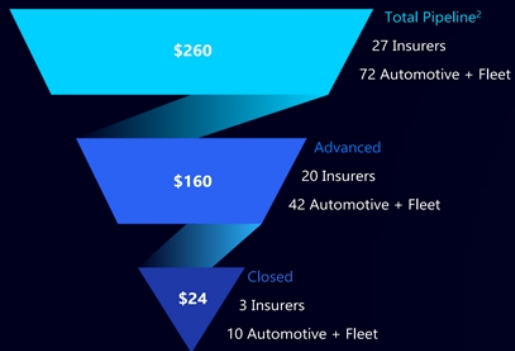 Total Pipeline²
$260
27 Insurers
72 Automotive + Fleet
Advanced
$160
20 Insurers
42 Automotive + Fleet
Closed
$24
3 Insurers
10 Automotive + Fleet